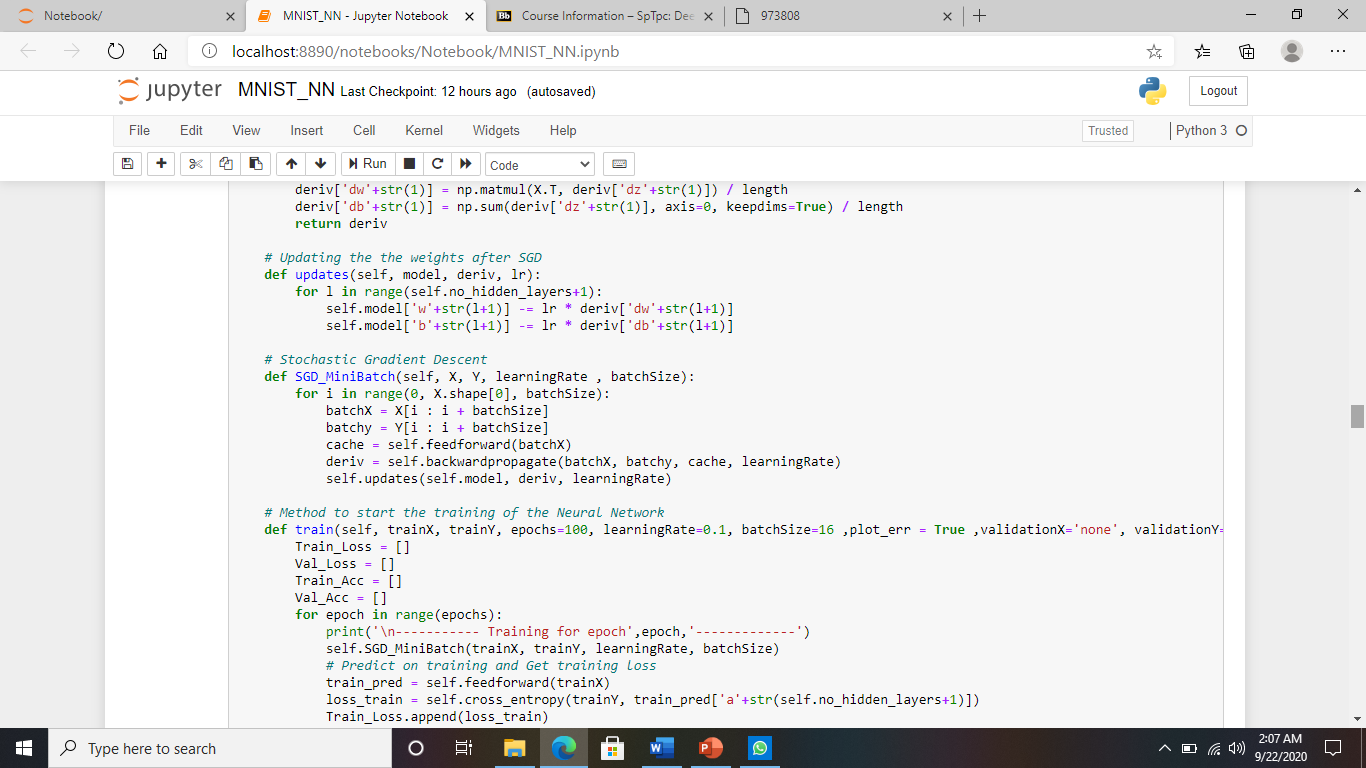 Notebook/
MNIST_NN - Jupyter Notebook
Bb Course Information – SpTpc: Dee
973808
localhost:8890/notebooks/Notebook/MNIST_NN.ipynb
jupyter MNIST_NN Last Checkpoint: 12 hours ago (autosaved)
Logout
File Edit View Insert Cell Kernel Widgets Help
Trusted
Python 3
Run
Code
deriv['dw'+str(1)] = np.matmul(X.T, deriv['dz'+str(1)]) / length
deriv['db'+str(1)] = np.sum(deriv['dz'+str(1)], axis=0, keepdims=True) / length
return deriv
# Updating the the weights after SGD
def updates(self, model, deriv, lr):
for l in range(self.no_hidden_layers+1):
self.model['w'+str(l+1)] -= lr * deriv['dw'+str(l+1)]
self.model['b'+str(l+1)] -= lr * deriv['db'+str(l+1)]
# Stochastic Gradient Descent
def SGD_MiniBatch(self, X, Y, learningRate , batchSize):
for i in range(0, X.shape[0], batchSize):
batchX = X[i : i + batchSize]
batchy = Y[i : i + batchSize]
cache = self.feedforward(batchX)
deriv = self.backwardpropagate(batchX, batchy, cache, learningRate)
self.updates(self.model, deriv, learningRate)
# Method to start the training of the Neural Network
def train(self, trainX, trainY, epochs=100, learningRate=0.1, batchSize=16 ,plot_err = True ,validationX='none', validationY=
Train_Loss = []
Val_Loss = []
Train_Acc = []
Val_Acc = []
for epoch in range(epochs):
print('\n----------- Training for epoch',epoch,'-------------')
self.SGD_MiniBatch(trainX, trainY, learningRate, batchSize)
# Predict on training and Get training loss
train_pred = self.feedforward(trainX)
loss_train = self.cross_entropy(trainY, train_pred['a'+str(self.no_hidden_layers+1)])
Train_Loss.append(loss_train)
Type here to search
2:07 AM
9/22/2020